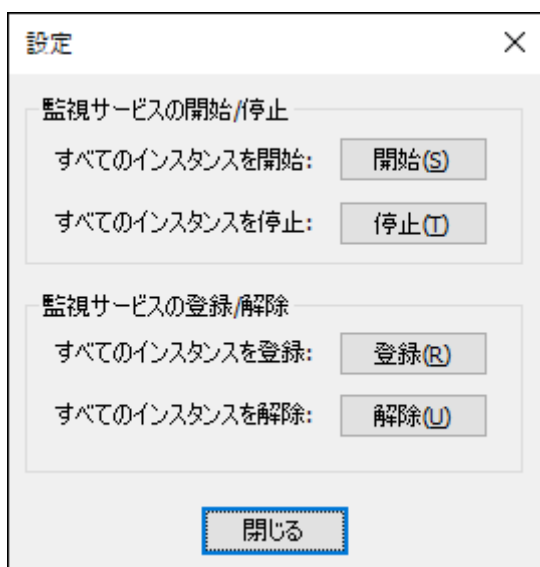 設定
監視サービスの開始/停止
すべてのインスタンスを開始: 開始(S)
すべてのインスタンスを停止: 停止(T)
監視サービスの登録/解除
すべてのインスタンスを登録: 登録(R)
すべてのインスタンスを解除: 解除(U)
閉じる